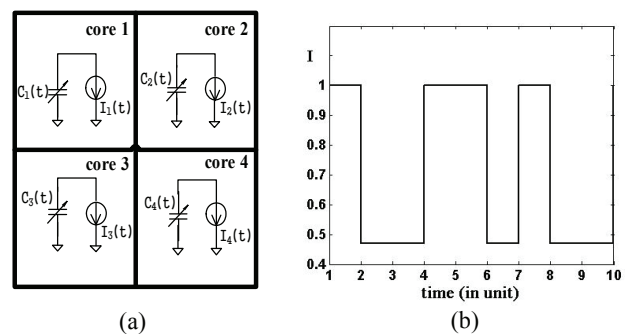 core 1
core 2
C1(t)
I1(t)
C2(t)
I2(t)
core 3
core 4
C3(t)
I3(t)
C4(t)
I4(t)
(a)
I
1
0.9
0.8
0.7
0.6
0.5
0.4
1 2 3 4 5 6 7 8 9 10
time (in unit)
(b)